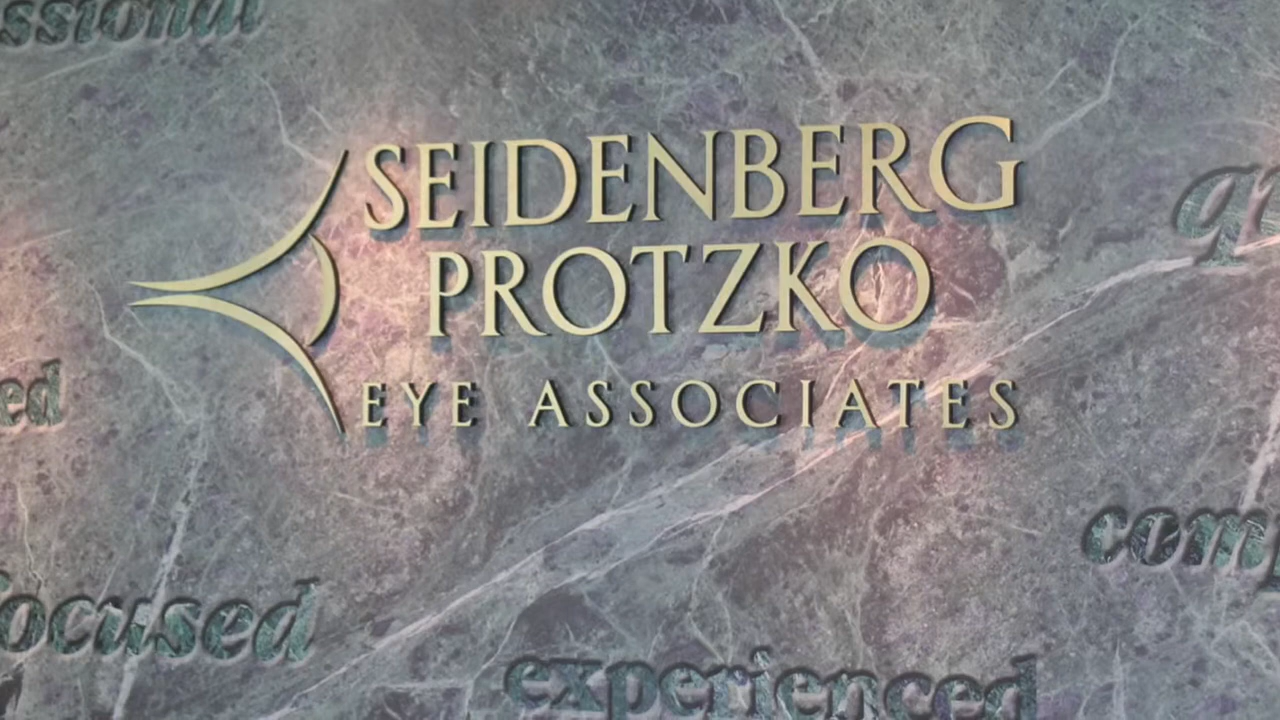 SEIDENBERG
PROTZKO
EYE ASSOCIATES
focused
experienced